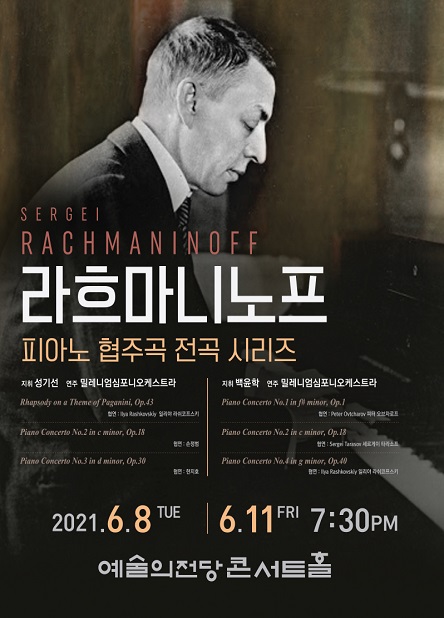 SERGEI
RACHMANINOFF
라흐마니노프
피아노 협주곡 전곡 시리즈
지휘 성기선 연주 밀레니엄심포니오케스트라
Rhapsody on a Theme of Paganini, Op.43
협연 : Ilya Rashkovskiy 일리야 라쉬코프스키
Piano Concerto No.2 in c minor, Op.18
협연 : 손정범
Piano Concerto No.3 in d minor, Op.30
협연 : 한지호
지휘 백윤학 연주 밀레니엄심포니오케스트라
Piano Concerto No.1 in f# minor, Op.1
협연 : Peter Ovtcharov 피터 오브차로프
Piano Concerto No.2 in c minor, Op.18
협연 : Sergei Tarasov 세르게이 타라소프
Piano Concerto No.4 in g minor, Op.40
협연 : Ilya Rashkovskiy 일리야 라쉬코프스키
2021.6.8 TUE 6.11 FRI 7:30PM
예술의전당 콘서트홀